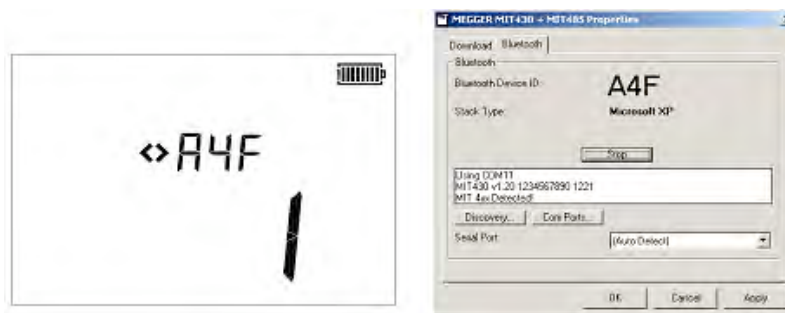 <> A4F
1
MEGGER MIT430 + MIT485 Properties
Download Bluetooth
Bluetooth
Bluetooth Device ID: A4F
Stack Type: Microsoft XP
Stop
Using COM11
MIT430 v1.20 1234567890 1221
MIT 4xx Detected!
Discovery... Com Ports...
Serial Port: (Auto Detect)
OK Cancel Apply